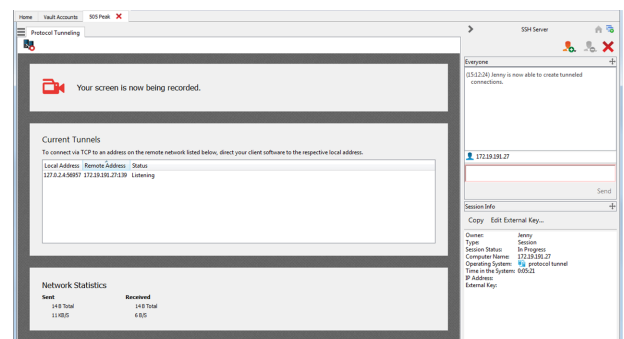 Home Vault Accounts SOS Peak
Protocol Tunneling
Your screen is now being recorded.
Current Tunnels
To connect via TCP to an address on the remote network listed below, direct your client software to the respective local address.
Local Address Remote Address Status
127.0.2.4:56957 172.19.191.27:139 Listening
Network Statistics
Sent Received
14 B Total 14 B Total
11 KB/S 6 B/S
SSH Server
Everyone
(15:12:24) Jenny is now able to create tunneled
connections.
172.19.191.27
Send
Session Info
Copy Edit External Key...
Owner: Jenny
Type: Session
Session Status: In Progress
Computer Name: 172.19.191.27
Operating System: protocol tunnel
Time in the System: 0:05:21
IP Address:
External Key: